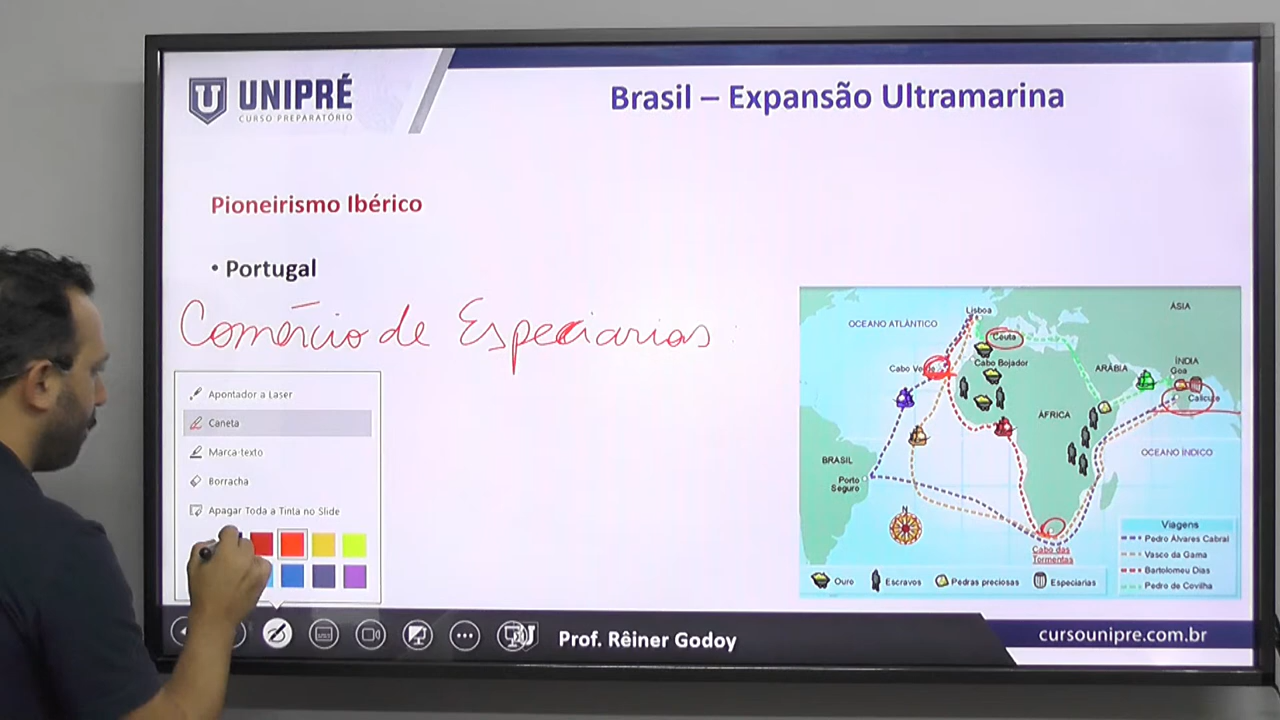 UNIPRÉ
CURSO PREPARATÓRIO
Brasil – Expansão Ultramarina
Pioneirismo Ibérico
• Portugal
Comércio de Especiarias
Apontador a Laser
Caneta
Marca-texto
Borracha
Apagar Toda a Tinta no Slide
Lisboa
ÁSIA
OCEANO ATLÂNTICO
Ceuta
Cabo Verde
Cabo Bojador
ARÁBIA
ÍNDIA
Goa
Calicute
ÁFRICA
OCEANO ÍNDICO
BRASIL
Porto
Seguro
N
Cabo das
Tormentas
Viagens
Pedro Álvares Cabral
Vasco da Gama
Bartolomeu Dias
Pedro de Covilha
Ouro
Escravos
Pedras preciosas
Especiarias
Prof. Rêiner Godoy
cursounipre.com.br